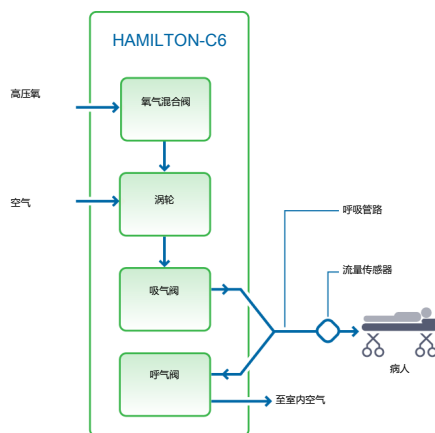 HAMILTON-C6
高压氧
氧气混合阀
空气
涡轮
呼吸管路
流量传感器
吸气阀
呼气阀
病人
至室内空气